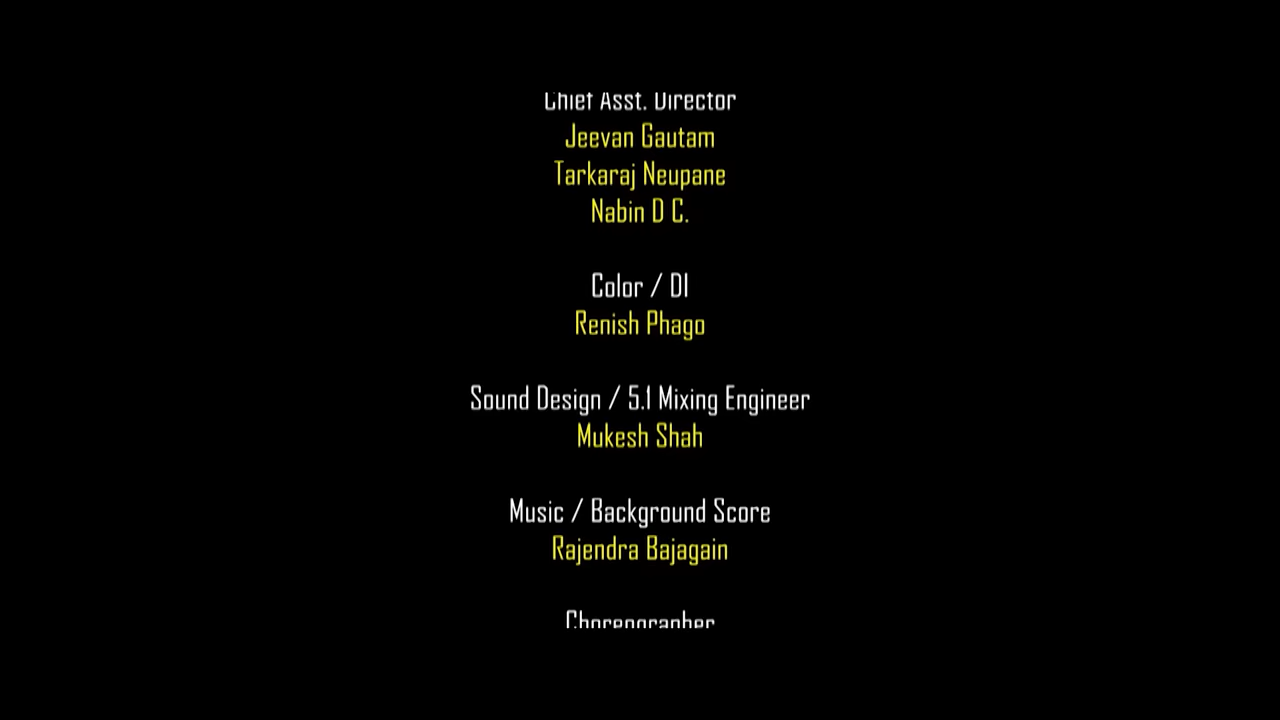 Chief Asst. Director
Jeevan Gautam
Tarkaraj Neupane
Nabin D C.
Color / DI
Renish Phago
Sound Design / 5.1 Mixing Engineer
Mukesh Shah
Music / Background Score
Rajendra Bajagain
Choreographer